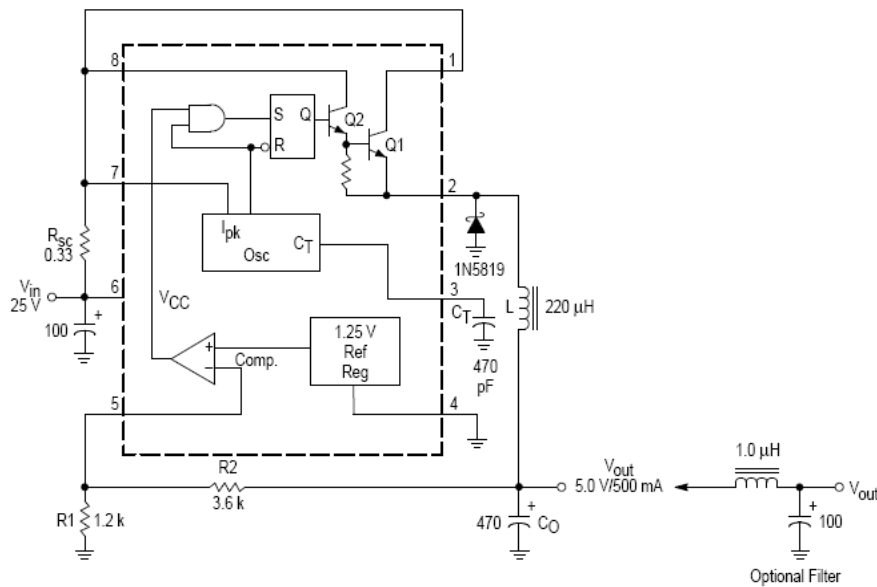 8
1
S Q
Q2
R
Q1
7
2
Ipk
Osc
CT
Rsc
0.33
1N5819
Vin
25 V
6
VCC
3
CT
L
220 µH
100
+
470
pF
+
–
Comp.
1.25 V
Ref
Reg
5
4
R2
3.6 k
Vout
5.0 V/500 mA
1.0 µH
Vout
R1
1.2 k
470
+
CO
+
100
Optional Filter